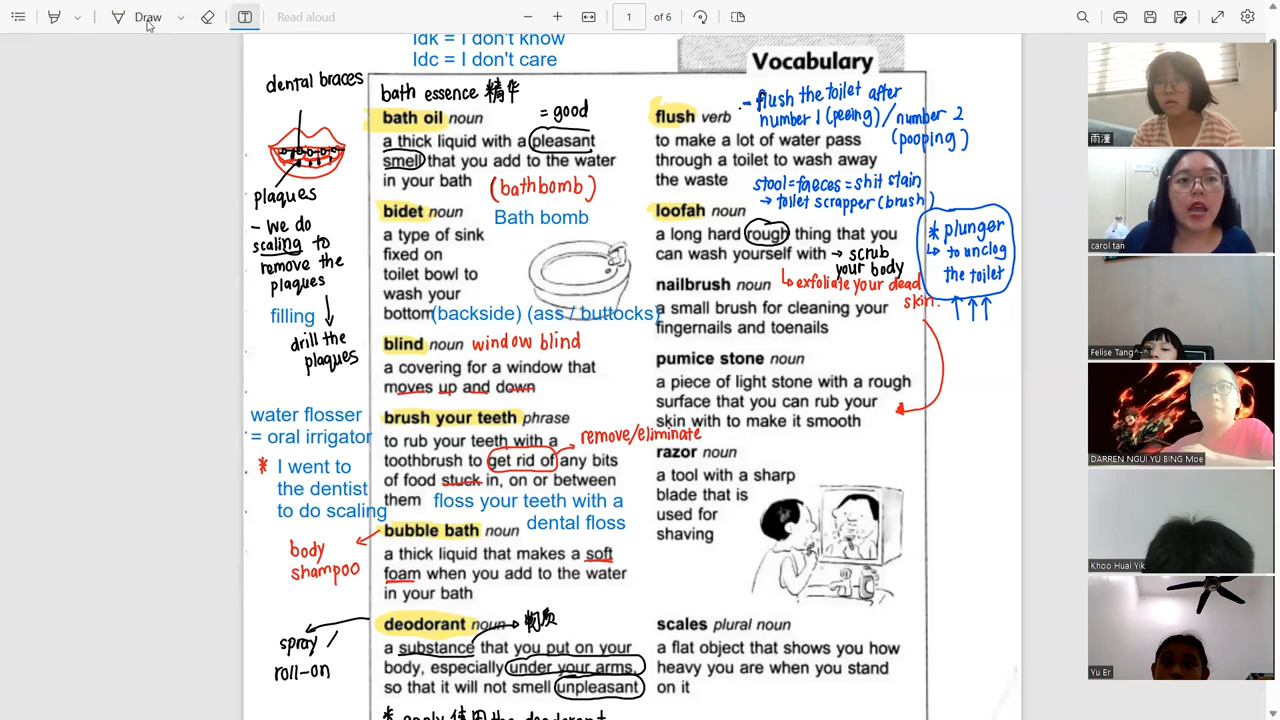 Draw
Read aloud
1 of 6
Idk = I don't know
Idc = I don't care
Vocabulary
dental braces
plaques
- We do
scaling to
remove the
plaques
filling
drill the
plaques
water flosser
= oral irrigator
* I went to
the dentist
to do scaling
body
shampoo
spray /
roll-on
bath essence 精华
bath oil noun
= good
a thick liquid with a pleasant
smell that you add to the water
in your bath
(bathbomb)
Bath bomb
bidet noun
a type of sink
fixed on
toilet bowl to
wash your
bottom (backside) (ass / buttocks)
blind noun window blind
a covering for a window that
moves up and down
brush your teeth phrase
to rub your teeth with a
remove/eliminate
toothbrush to get rid of any bits
of food stuck in, on or between
them floss your teeth with a
dental floss
bubble bath noun
a thick liquid that makes a soft
foam when you add to the water
in your bath
deodorant noun 物质
a substance that you put on your
body, especially under your arms,
so that it will not smell unpleasant
* apply 使用 the deodorant
flush verb
- flush the toilet after
number 1 (peeing) / number 2
(pooping)
to make a lot of water pass
through a toilet to wash away
the waste
stool = faeces = shit stain
→ toilet scrapper (brush)
loofah noun
a long hard rough thing that you
can wash yourself with → scrub
your body
↳ exfoliate your dead
skin.
* plunger
↳ to unclog
the toilet
nailbrush noun
a small brush for cleaning your
fingernails and toenails
pumice stone noun
a piece of light stone with a rough
surface that you can rub your
skin with to make it smooth
razor noun
a tool with a sharp
blade that is
used for
shaving
scales plural noun
a flat object that shows you how
heavy you are when you stand
on it
雨潼
carol tan
Felise Tang^-^
DARREN NGUI YU BING Moe
Khoo Huai Yik
Yu Er